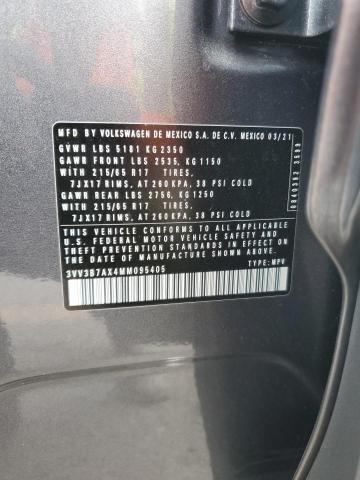 MFD BY VOLKSWAGEN DE MEXICO S.A. DE C.V. MEXICO 03/21
GVWR LBS 5181 KG 2350
GAWR FRONT LBS 2535, KG 1150
WITH 215/65 R17 TIRES,
7JX17 RIMS, AT 260 KPA, 38 PSI COLD
GAWR REAR LBS 2756, KG 1250
WITH 215/65 R17 TIRES,
7JX17 RIMS, AT 260 KPA, 38 PSI COLD
THIS VEHICLE CONFORMS TO ALL APPLICABLE
U.S. FEDERAL MOTOR VEHICLE SAFETY, BUMPER AND
THEFT PREVENTION STANDARDS IN EFFECT ON THE
DATE OF MANUFACTURE SHOWN ABOVE.
3VV3B7AX4MM095405
TYPE: MPV